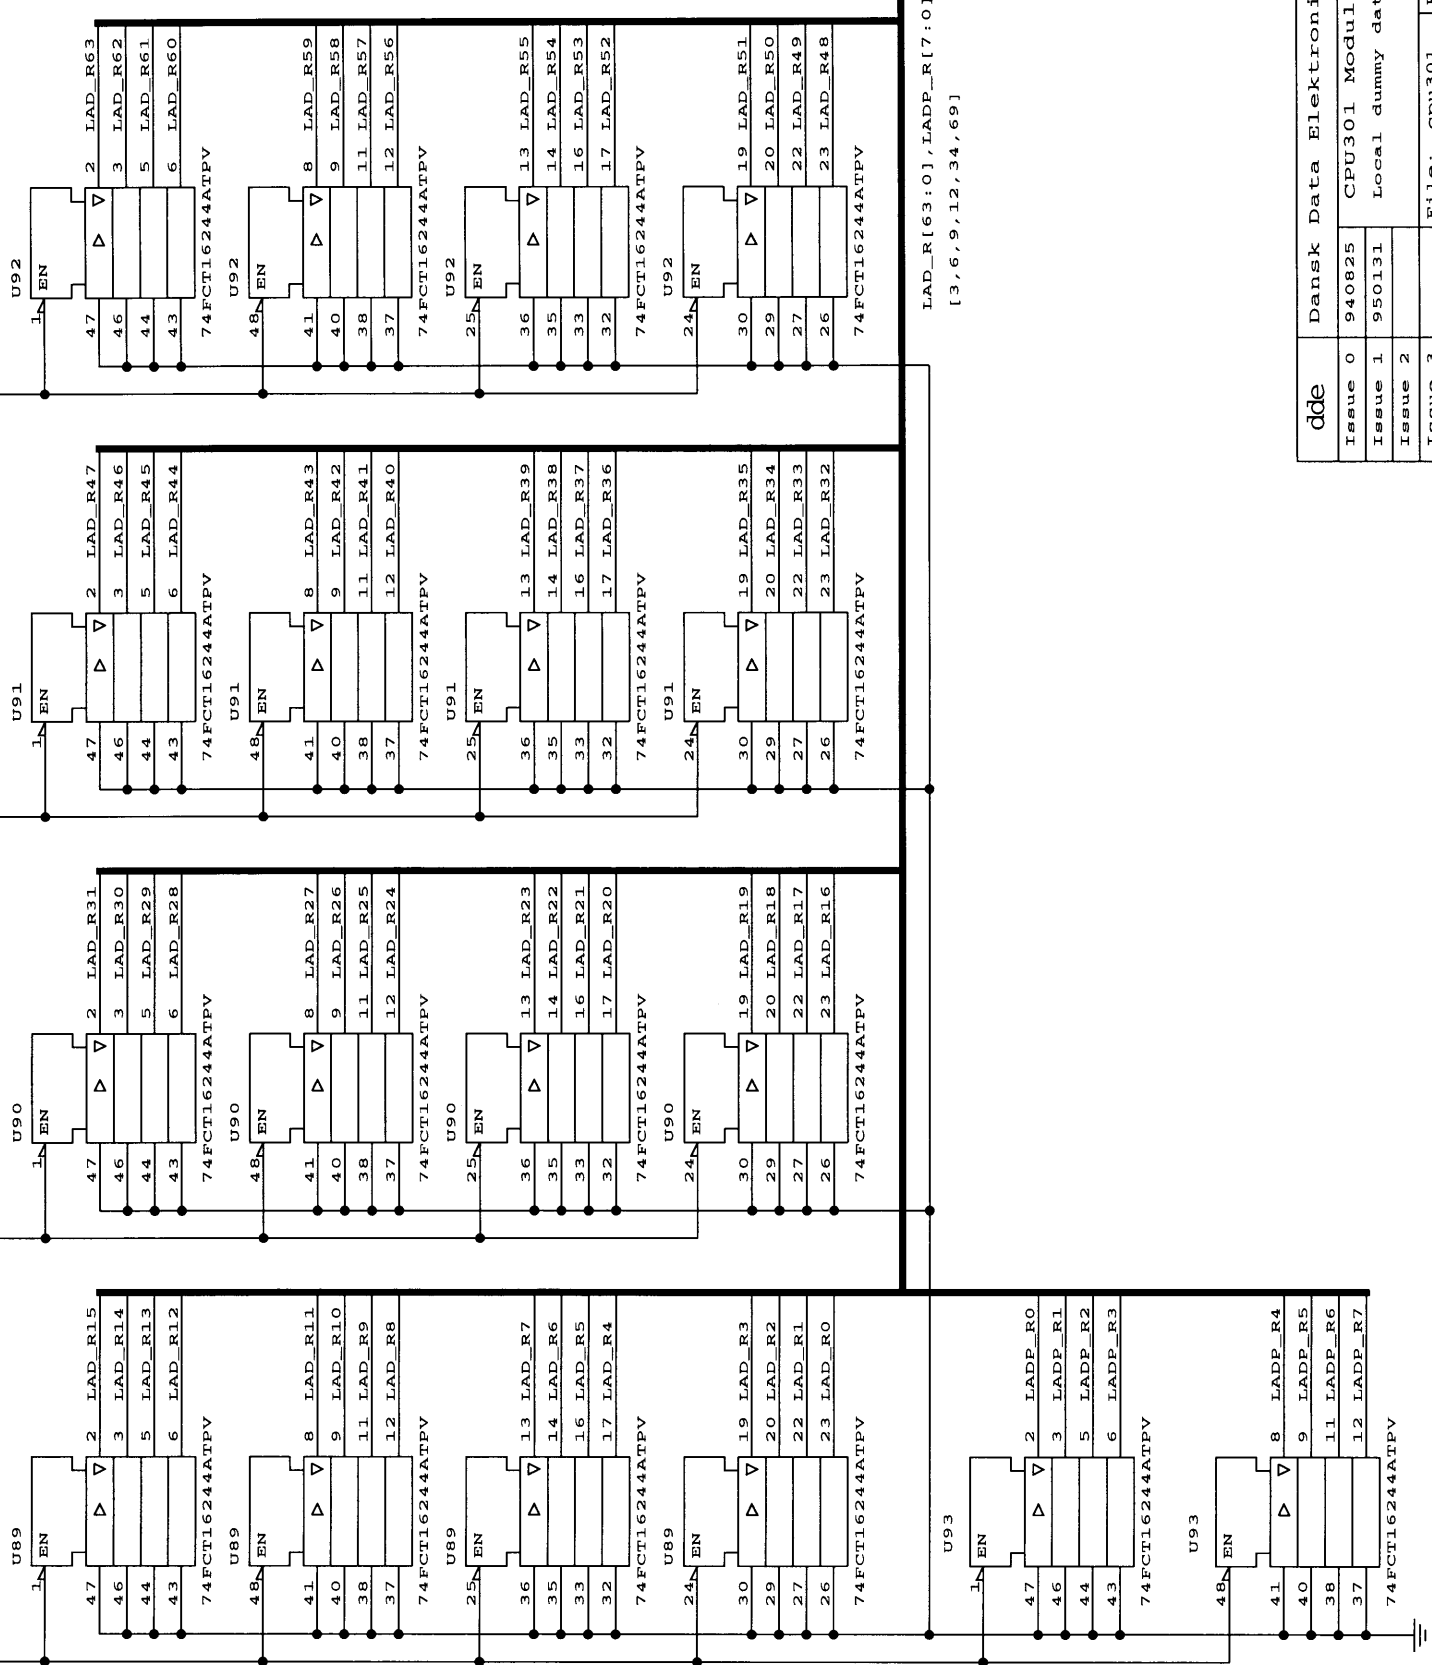 U92
1
EN
47 2 LAD_R63
46 3 LAD_R62
44 5 LAD_R61
43 6 LAD_R60
74FCT16244ATPV
U92
48
EN
41 8 LAD_R59
40 9 LAD_R58
38 11 LAD_R57
37 12 LAD_R56
74FCT16244ATPV
U92
25
EN
36 13 LAD_R55
35 14 LAD_R54
33 16 LAD_R53
32 17 LAD_R52
74FCT16244ATPV
U92
24
EN
30 19 LAD_R51
29 20 LAD_R50
27 22 LAD_R49
26 23 LAD_R48
74FCT16244ATPV
U91
1
EN
47 2 LAD_R47
46 3 LAD_R46
44 5 LAD_R45
43 6 LAD_R44
74FCT16244ATPV
U91
48
EN
41 8 LAD_R43
40 9 LAD_R42
38 11 LAD_R41
37 12 LAD_R40
74FCT16244ATPV
U91
25
EN
36 13 LAD_R39
35 14 LAD_R38
33 16 LAD_R37
32 17 LAD_R36
74FCT16244ATPV
U91
24
EN
30 19 LAD_R35
29 20 LAD_R34
27 22 LAD_R33
26 23 LAD_R32
74FCT16244ATPV
U90
1
EN
47 2 LAD_R31
46 3 LAD_R30
44 5 LAD_R29
43 6 LAD_R28
74FCT16244ATPV
U90
48
EN
41 8 LAD_R27
40 9 LAD_R26
38 11 LAD_R25
37 12 LAD_R24
74FCT16244ATPV
U90
25
EN
36 13 LAD_R23
35 14 LAD_R22
33 16 LAD_R21
32 17 LAD_R20
74FCT16244ATPV
U90
24
EN
30 19 LAD_R19
29 20 LAD_R18
27 22 LAD_R17
26 23 LAD_R16
74FCT16244ATPV
U89
1
EN
47 2 LAD_R15
46 3 LAD_R14
44 5 LAD_R13
43 6 LAD_R12
74FCT16244ATPV
U89
48
EN
41 8 LAD_R11
40 9 LAD_R10
38 11 LAD_R9
37 12 LAD_R8
74FCT16244ATPV
U89
25
EN
36 13 LAD_R7
35 14 LAD_R6
33 16 LAD_R5
32 17 LAD_R4
74FCT16244ATPV
U89
24
EN
30 19 LAD_R3
29 20 LAD_R2
27 22 LAD_R1
26 23 LAD_R0
74FCT16244ATPV
U93
1
EN
47 2 LADP_R0
46 3 LADP_R1
44 5 LADP_R2
43 6 LADP_R3
74FCT16244ATPV
U93
48
EN
41 8 LADP_R4
40 9 LADP_R5
38 11 LADP_R6
37 12 LADP_R7
74FCT16244ATPV
LAD_R[63:0],LADP_R[7:0]
[3,6,9,12,34,69]
dde Dansk Data Elektroni
Issue 0 940825 CPU301 Modul
Issue 1 950131 Local dummy dat
Issue 2
Issue 3 File: CPU301